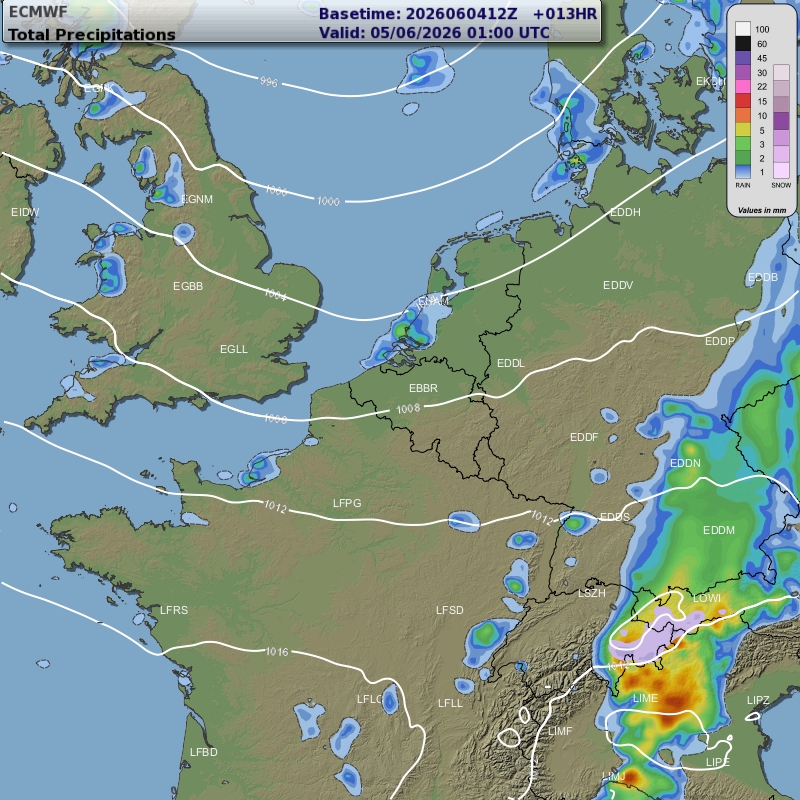 ECMWF
Basetime: 2026060412Z +013HR
Total Precipitations
Valid: 05/06/2026 01:00 UTC
100
60
45
30
22
15
10
5
3
2
1
RAIN SNOW
Values in mm
996
1000
1000
EIDW
EGNM
EDDH
EGBB
1004
EHAM
EDDV
EDDB
EGLL
EDDP
EDDL
EBBR
1008
1008
EDDF
EDDN
LFPG
1012
1012
EDDS
EDDM
LSZH
LOWI
LFRS
LFSD
1016
LFLC
LFLL
LIME
LIPZ
LIMF
LFBD
LIPE
LIMJ